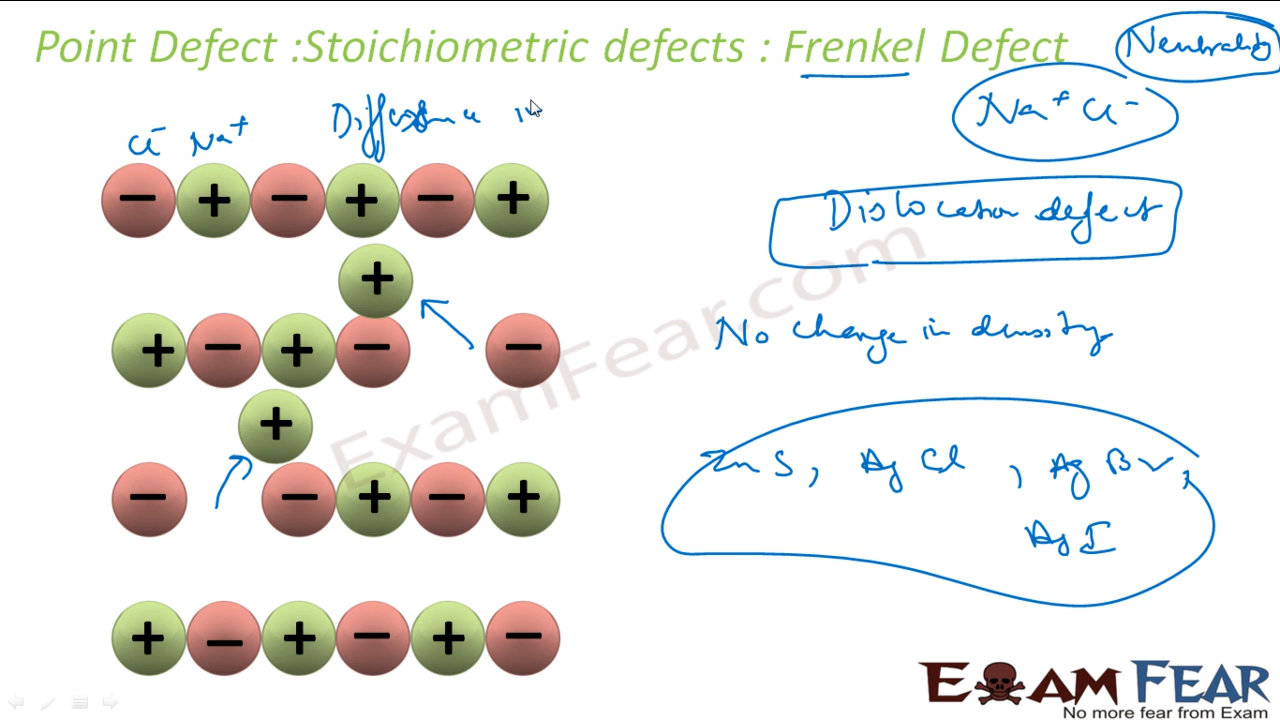 Point Defect :Stoichiometric defects : Frenkel Defect
Neutrality
Na+ Cl-
Cl- Na+
− + − + − +
Dislocation defect
+
+ − + − −
No change in density
+
ZnS, AgCl, AgBr,
AgI
− − + − +
+ − + − + −
ExamFear.com
EXAM FEAR
No more fear from Exam